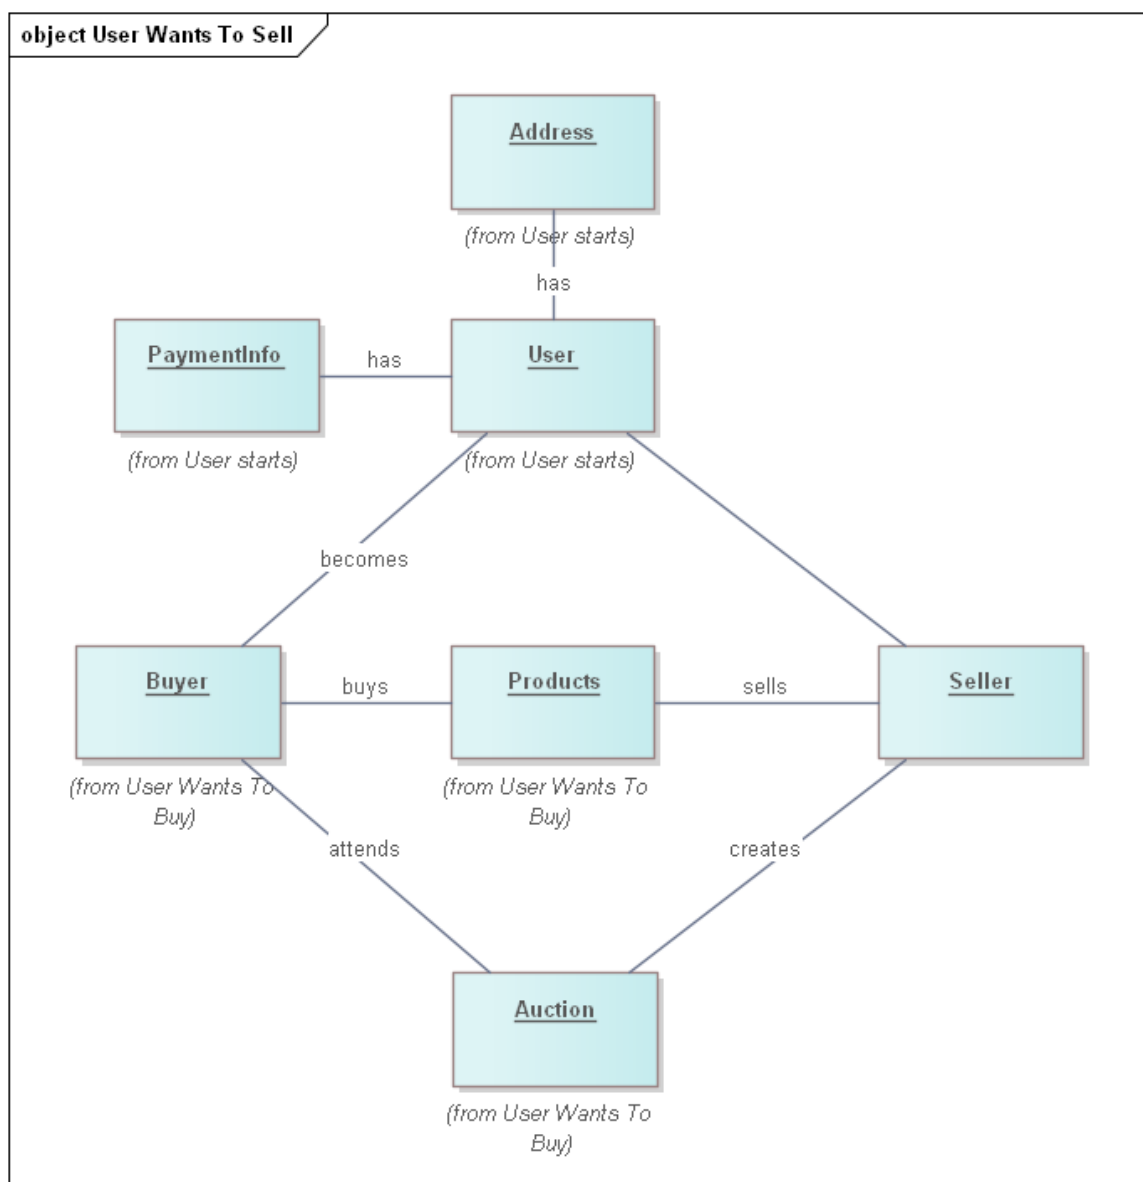 object User Wants To Sell
Address
(from User starts)
has
PaymentInfo
has
User
(from User starts)
(from User starts)
becomes
Buyer
buys
Products
sells
Seller
(from User Wants To
Buy)
(from User Wants To
Buy)
attends
creates
Auction
(from User Wants To
Buy)